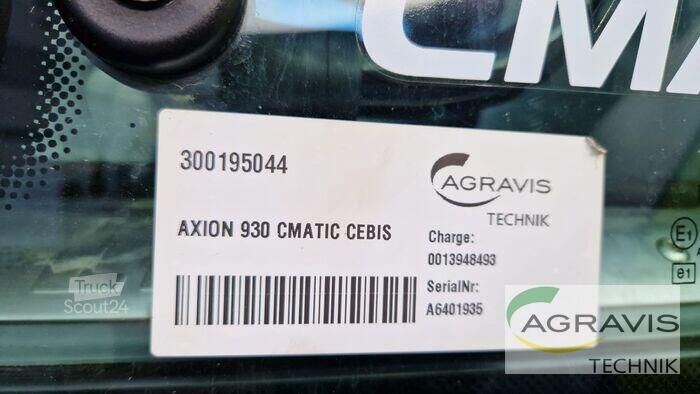 CMA
300195044
AGRAVIS
TECHNIK
AXION 930 CMATIC CEBIS
Charge:
0013948493
SerialNr:
A6401935
E1
e1
Truck
Scout24
AGRAVIS
TECHNIK